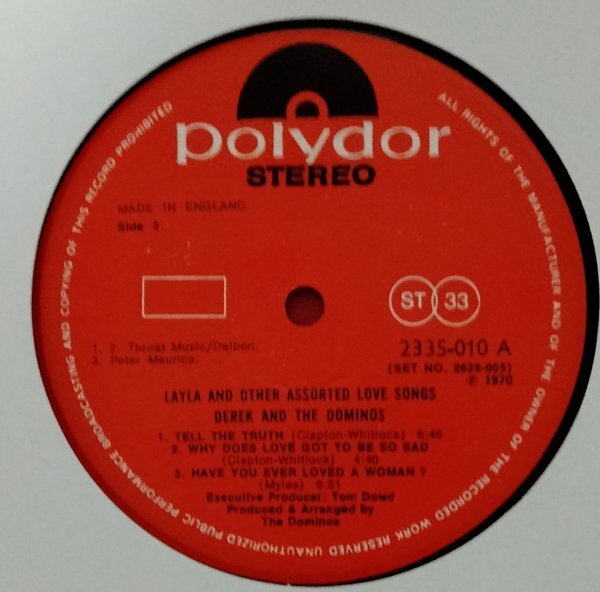 polydor
STEREO
MADE IN ENGLAND
Side 3
ST 33
1. 2. Throat Music/Delbon.
3. Peter Maurice.
2335-010 A
(SET NO. 2625-005)
℗ 1970
LAYLA AND OTHER ASSORTED LOVE SONGS
DEREK AND THE DOMINOS
1. TELL THE TRUTH (Clapton-Whitlock) 6:46
2. WHY DOES LOVE GOT TO BE SO SAD
(Clapton-Whitlock) 4:40
3. HAVE YOU EVER LOVED A WOMAN ?
(Myles) 6:51
Executive Producer: Tom Dowd
Produced & Arranged by
The Dominos
ALL RIGHTS OF THE MANUFACTURER AND OF THE OWNER OF THE RECORDED WORK RESERVED UNAUTHORIZED PUBLIC PERFORMANCE BROADCASTING AND COPYING OF THIS RECORD PROHIBITED